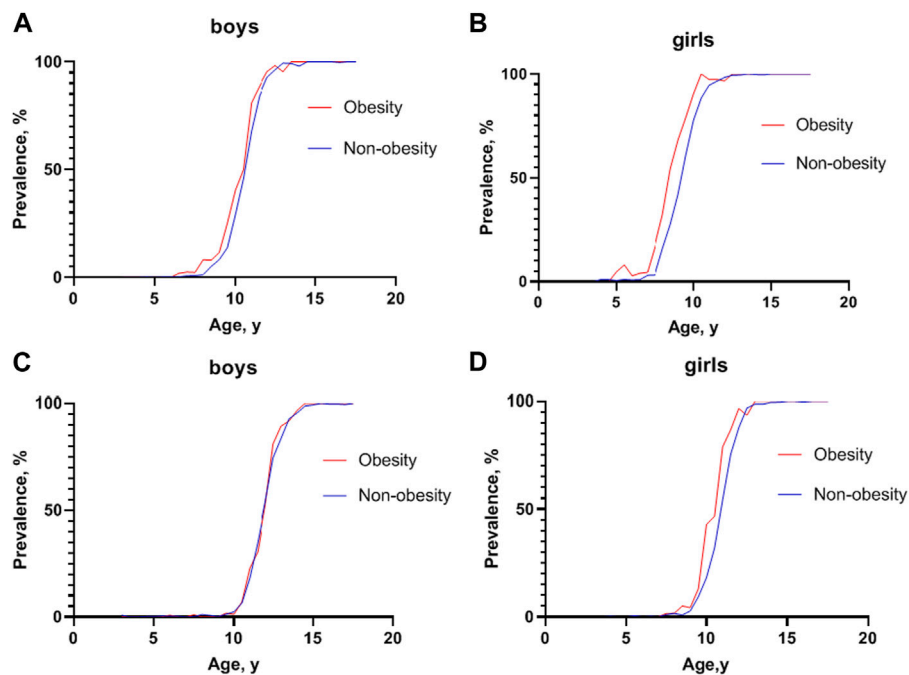 A
boys
Prevalence, %
100
50
0
0
5
10
15
20
Age, y
Obesity
Non-obesity
B
girls
Prevalence, %
100
50
0
0
5
10
15
20
Age, y
Obesity
Non-obesity
C
boys
Prevalence, %
100
50
0
0
5
10
15
20
Age, y
Obesity
Non-obesity
D
girls
Prevalence, %
100
50
0
0
5
10
15
20
Age,y
Obesity
Non-obesity